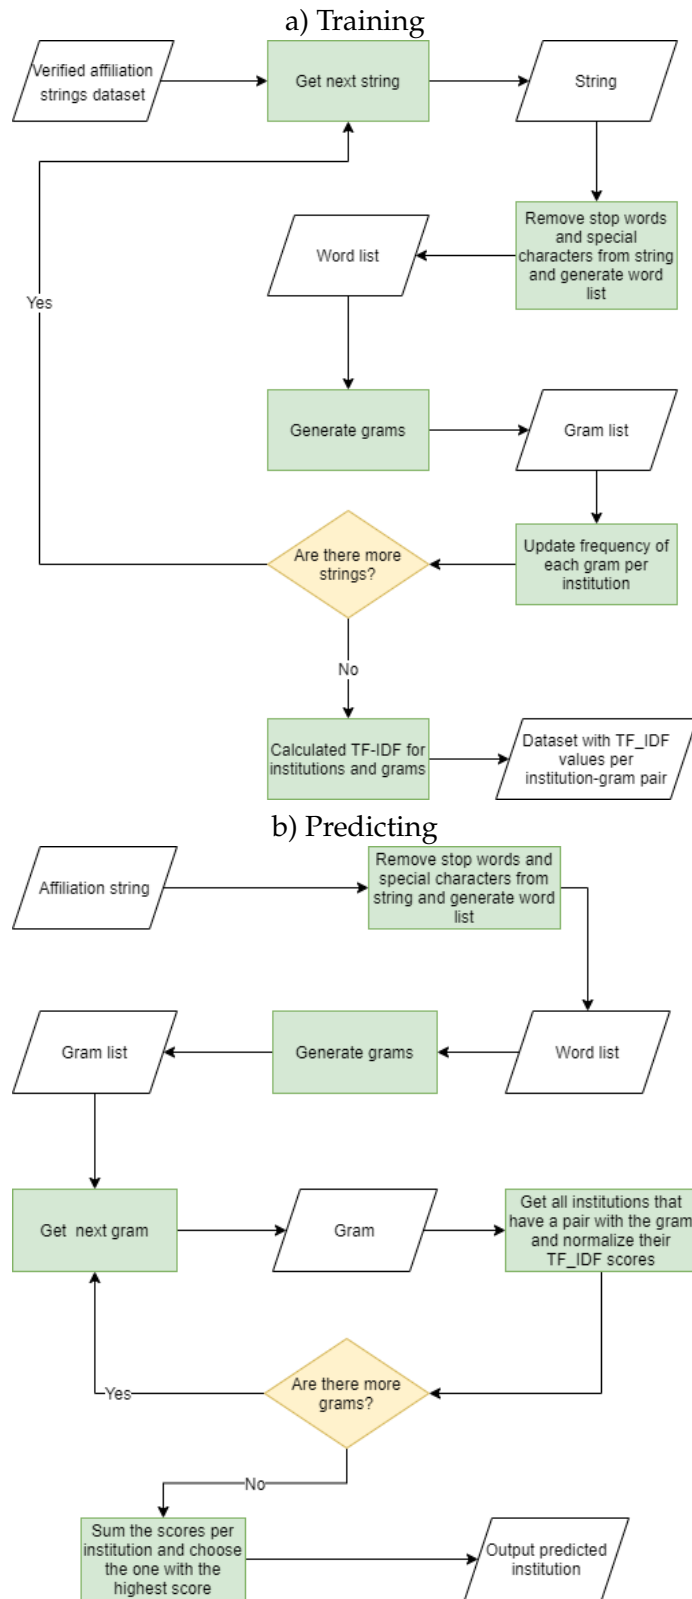 a) Training
Verified affiliation
strings dataset
Get next string
String
Remove stop words
and special
characters from string
and generate word
list
Word list
Yes
Generate grams
Gram list
Are there more
strings?
Update frequency of
each gram per
institution
No
Calculated TF-IDF for
institutions and grams
Dataset with TF_IDF
values per
institution-gram pair
b) Predicting
Affiliation string
Remove stop words and
special characters from
string and generate word
list
Gram list
Generate grams
Word list
Get next gram
Gram
Get all institutions that
have a pair with the gram
and normalize their
TF_IDF scores
Are there more
grams?
Yes
No
Sum the scores per
institution and choose
the one with the
highest score
Output predicted
institution